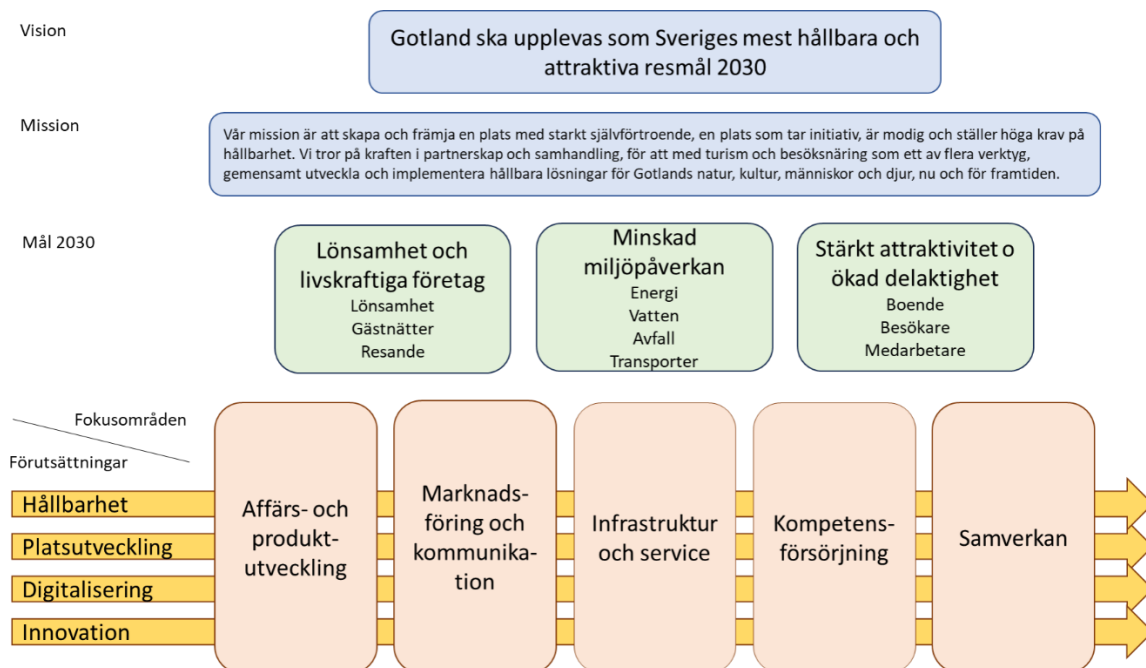 Vision
Gotland ska upplevas som Sveriges mest hållbara och
attraktiva resmål 2030
Mission
Vår mission är att skapa och främja en plats med starkt självförtroende, en plats som tar initiativ, är modig och ställer höga krav på
hållbarhet. Vi tror på kraften i partnerskap och samhandling, för att med turism och besöksnäring som ett av flera verktyg,
gemensamt utveckla och implementera hållbara lösningar för Gotlands natur, kultur, människor och djur, nu och för framtiden.
Mål 2030
Lönsamhet och
livskraftiga företag
Lönsamhet
Gästnätter
Resande
Minskad
miljöpåverkan
Energi
Vatten
Avfall
Transporter
Stärkt attraktivitet o
ökad delaktighet
Boende
Besökare
Medarbetare
Fokusområden
Förutsättningar
Hållbarhet
Platsutveckling
Digitalisering
Innovation
Affärs- och
produkt-
utveckling
Marknads-
föring och
kommunika-
tion
Infrastruktur
och service
Kompetens-
försörjning
Samverkan